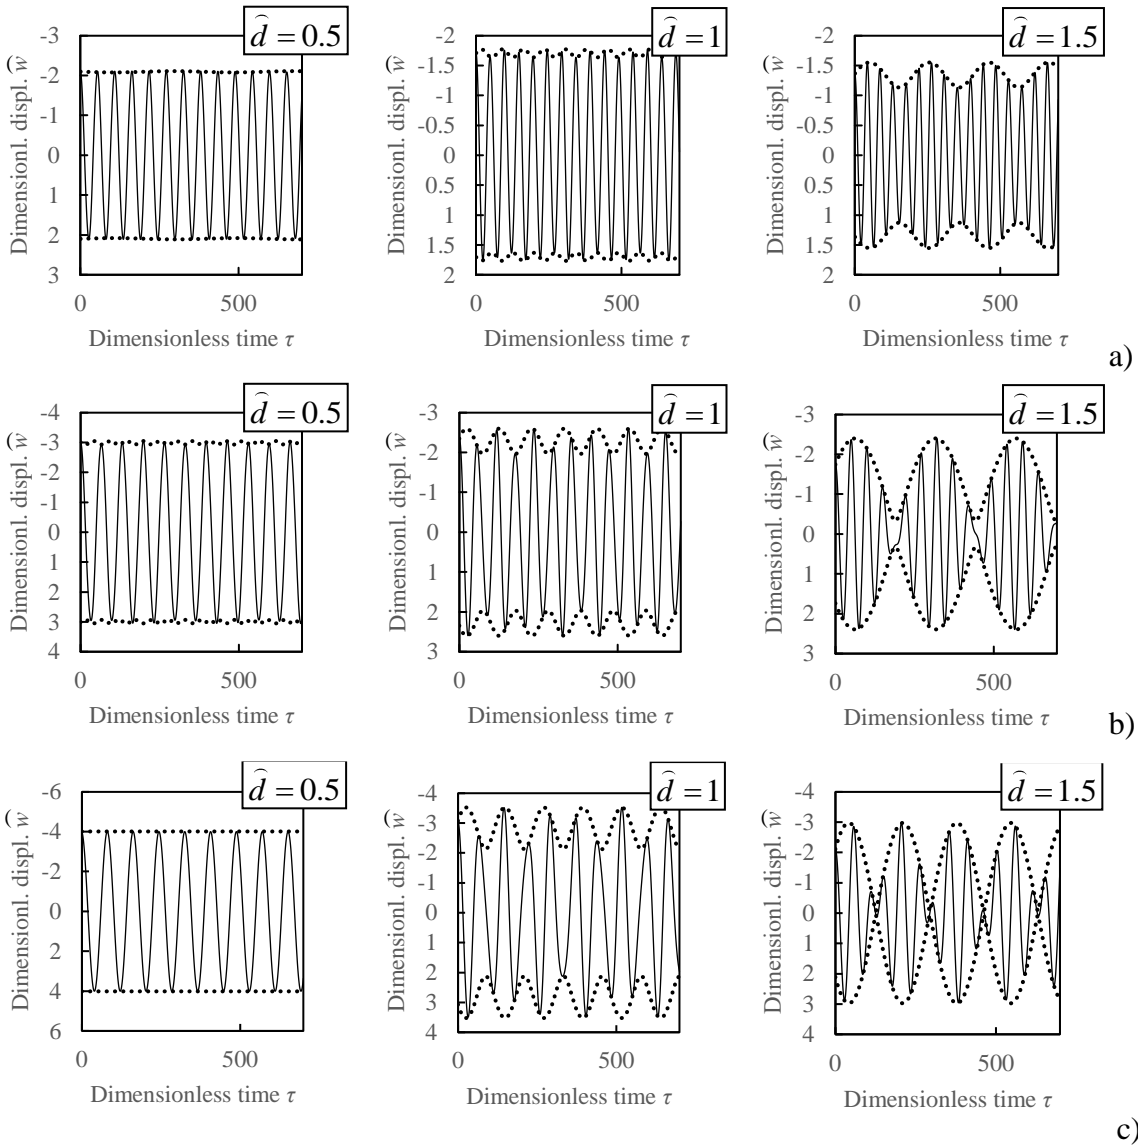 d̂ = 0.5
-3
-2
-1
0
1
2
3
Dimensionl. displ. ŵ
0 500
Dimensionless time τ
d̂ = 1
-2
-1.5
-1
-0.5
0
0.5
1
1.5
2
Dimensionl. displ. ŵ
0 500
Dimensionless time τ
d̂ = 1.5
-2
-1.5
-1
-0.5
0
0.5
1
1.5
2
Dimensionl. displ. ŵ
0 500
Dimensionless time τ
a)
d̂ = 0.5
-4
-3
-2
-1
0
1
2
3
4
Dimensionl. displ. ŵ
0 500
Dimensionless time τ
d̂ = 1
-3
-2
-1
0
1
2
3
Dimensionl. displ. ŵ
0 500
Dimensionless time τ
d̂ = 1.5
-3
-2
-1
0
1
2
3
Dimensionl. displ. ŵ
0 500
Dimensionless time τ
b)
d̂ = 0.5
-6
-4
-2
0
2
4
6
Dimensionl. displ. ŵ
0 500
Dimensionless time τ
d̂ = 1
-4
-3
-2
-1
0
1
2
3
4
Dimensionl. displ. ŵ
0 500
Dimensionless time τ
d̂ = 1.5
-4
-3
-2
-1
0
1
2
3
4
Dimensionl. displ. ŵ
0 500
Dimensionless time τ
c)